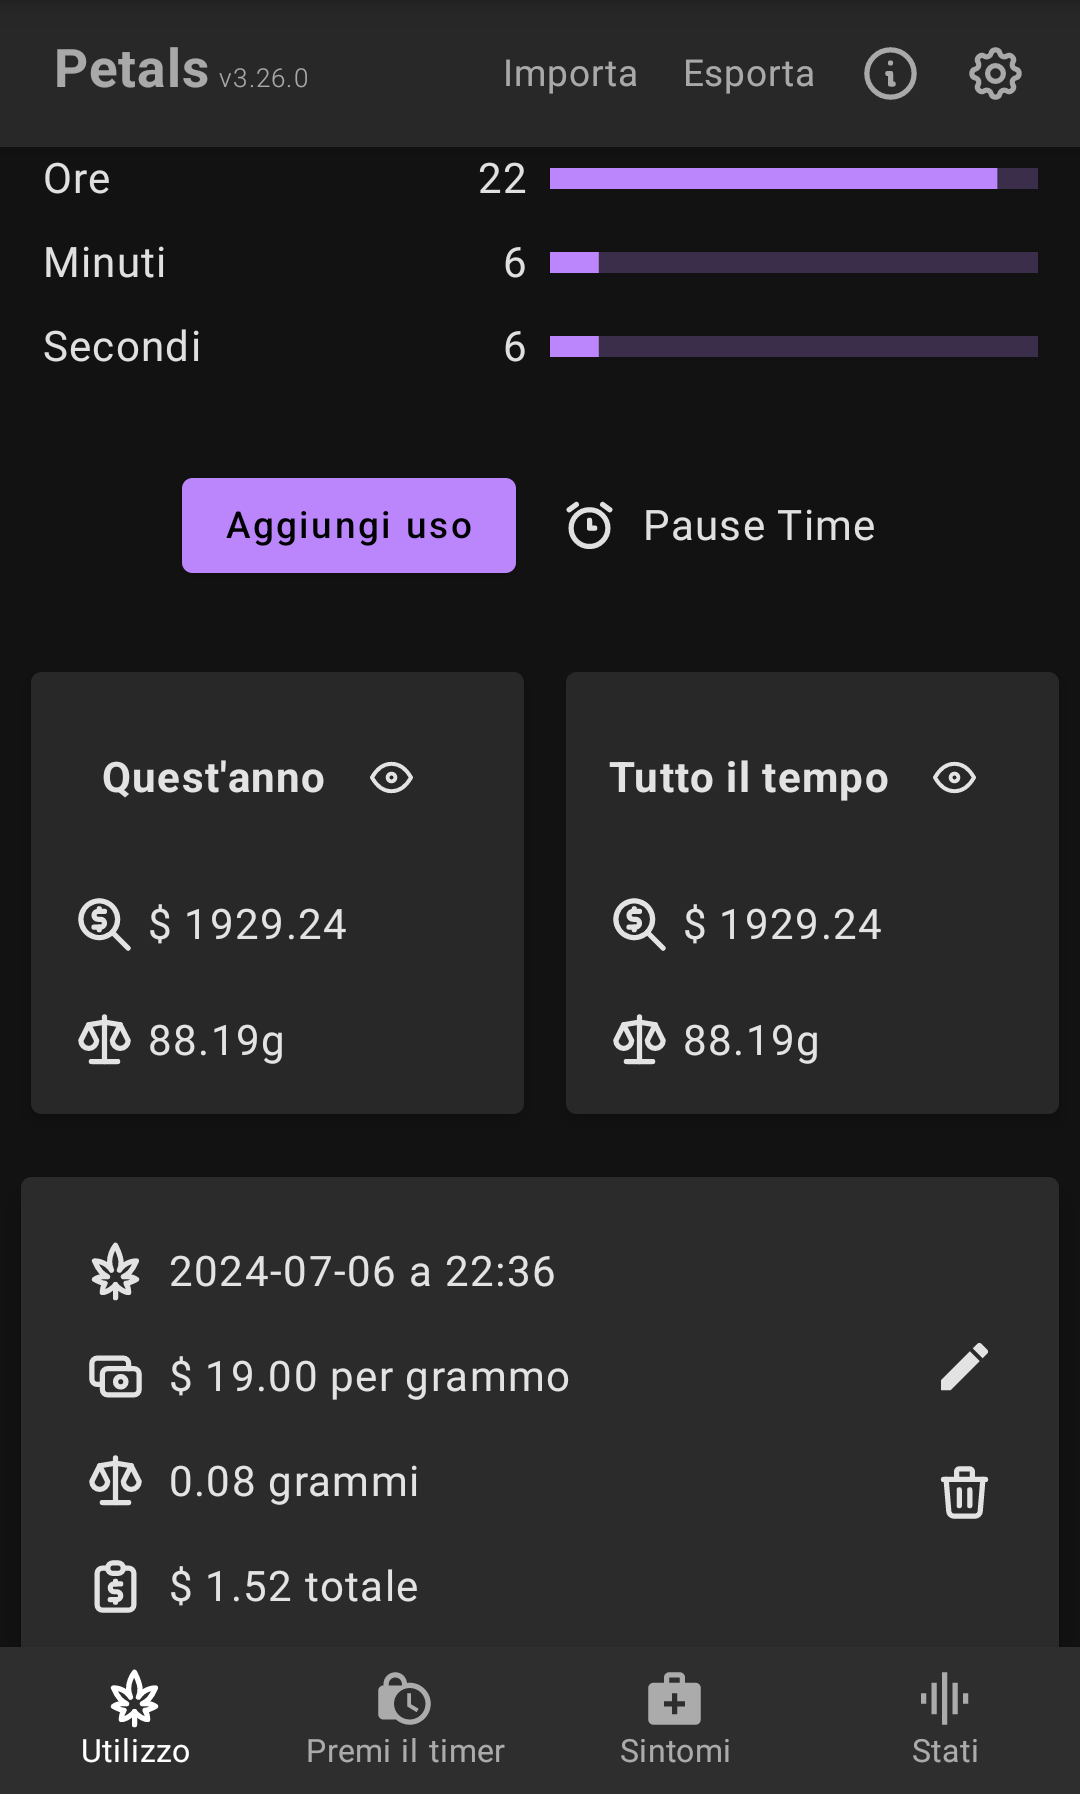 Petals v3.26.0 Importa Esporta
Ore 22
Minuti 6
Secondi 6
Aggiungi uso Pause Time
Quest'anno
$ 1929.24
88.19g
Tutto il tempo
$ 1929.24
88.19g
2024-07-06 a 22:36
$ 19.00 per grammo
0.08 grammi
$ 1.52 totale
Utilizzo Premi il timer Sintomi Stati